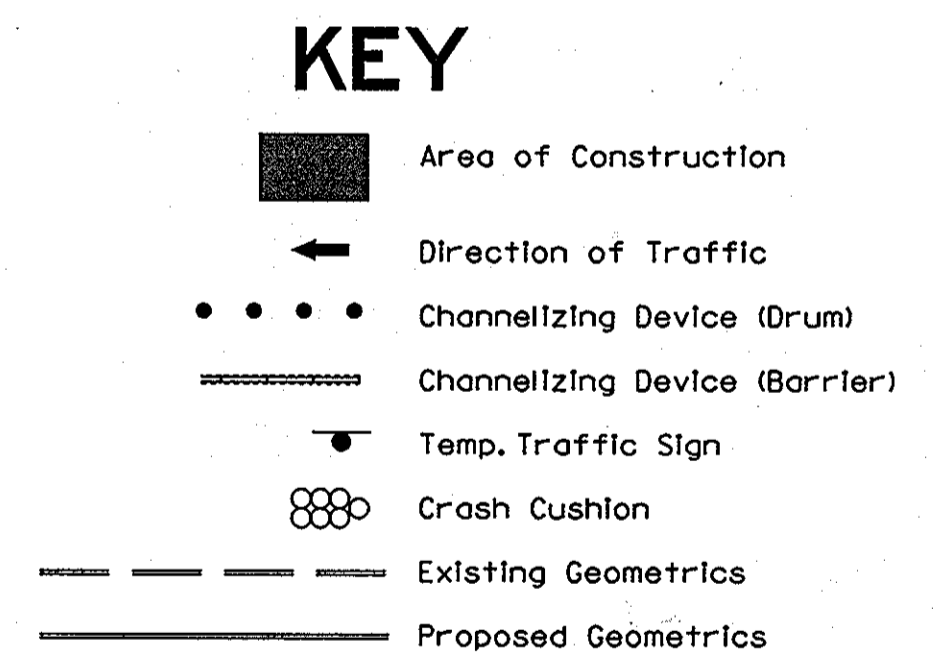 KEY
Area of Construction
Direction of Traffic
Channelizing Device (Drum)
Channelizing Device (Barrier)
Temp. Traffic Sign
Crash Cushion
Existing Geometrics
Proposed Geometrics